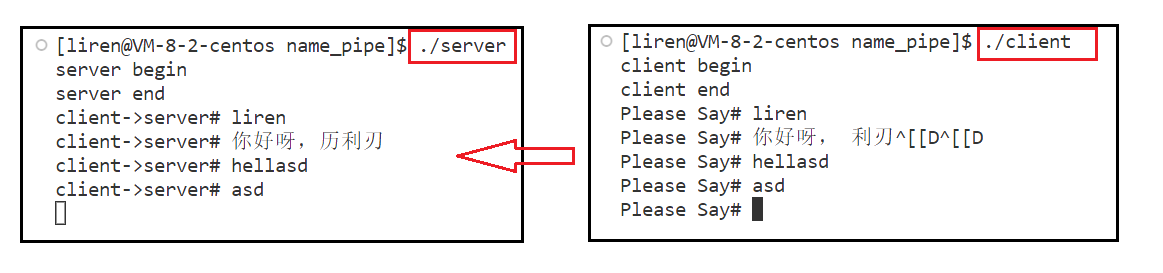 [liren@VM-8-2-centos name_pipe]$ ./server
server begin
server end
client->server# liren
client->server# 你好呀，历利刃
client->server# hellasd
client->server# asd
[liren@VM-8-2-centos name_pipe]$ ./client
client begin
client end
Please Say# liren
Please Say# 你好呀， 利刃^[[D^[[D
Please Say# hellasd
Please Say# asd
Please Say#